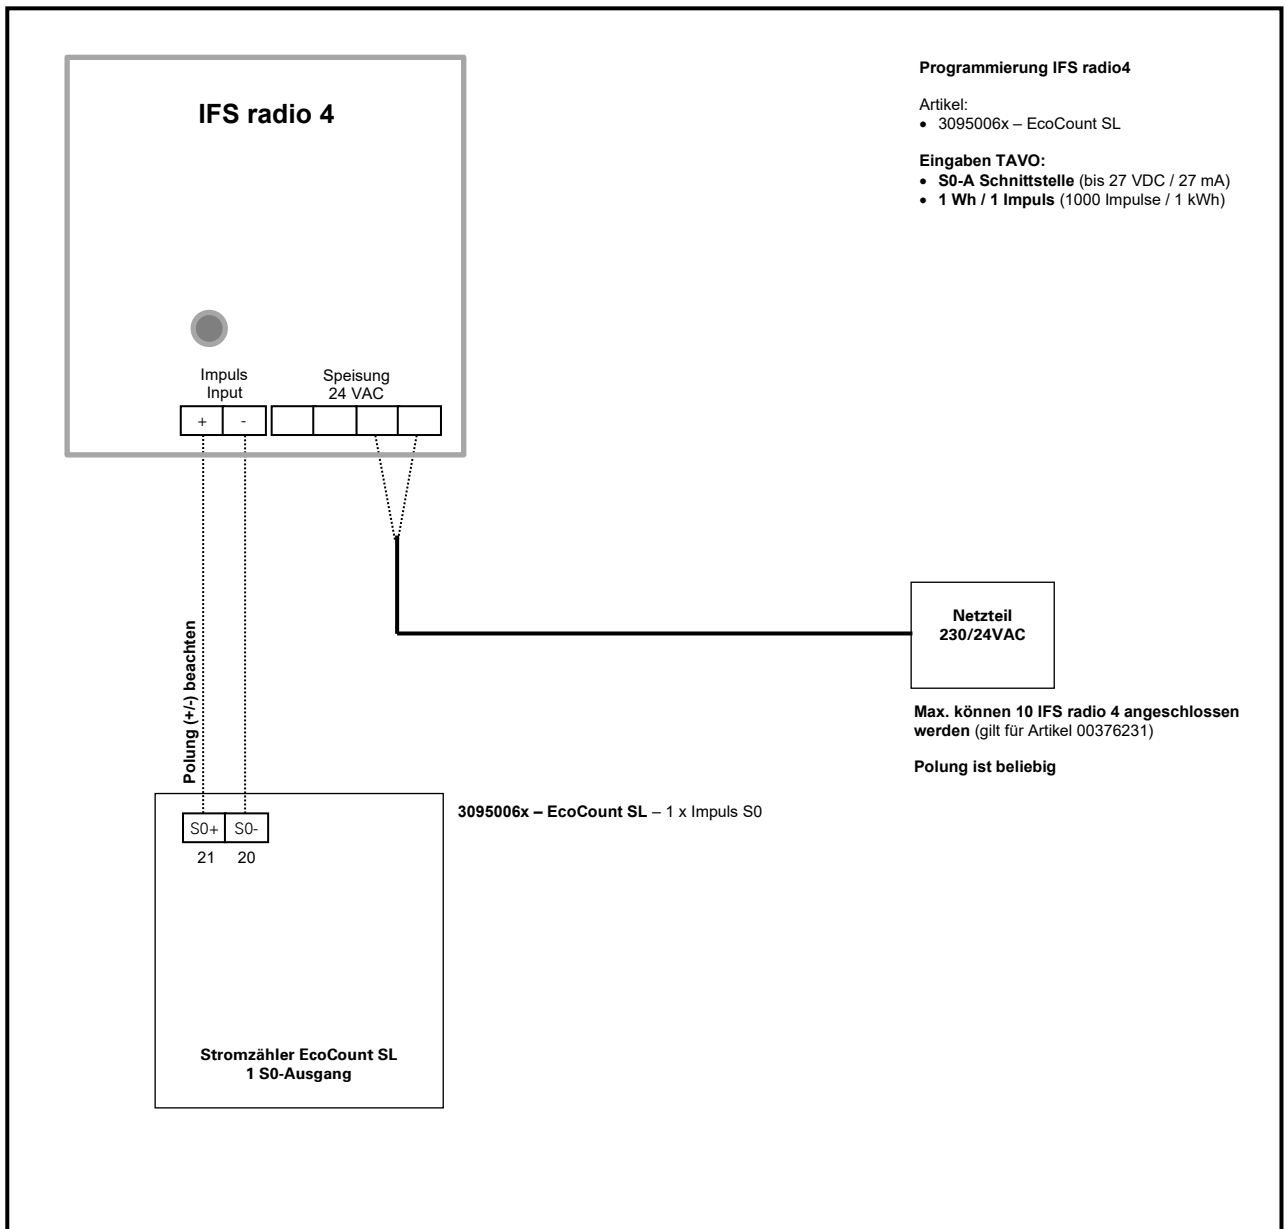 IFS radio 4
Impuls
Input
Speisung
24 VAC
+ -
Programmierung IFS radio4
Artikel:
• 3095006x – EcoCount SL
Eingaben TAVO:
• S0-A Schnittstelle (bis 27 VDC / 27 mA)
• 1 Wh / 1 Impuls (1000 Impulse / 1 kWh)
Polung (+/-) beachten
Netzteil
230/24VAC
Max. können 10 IFS radio 4 angeschlossen
werden (gilt für Artikel 00376231)
Polung ist beliebig
3095006x – EcoCount SL – 1 x Impuls S0
S0+ S0-
21 20
Stromzähler EcoCount SL
1 S0-Ausgang